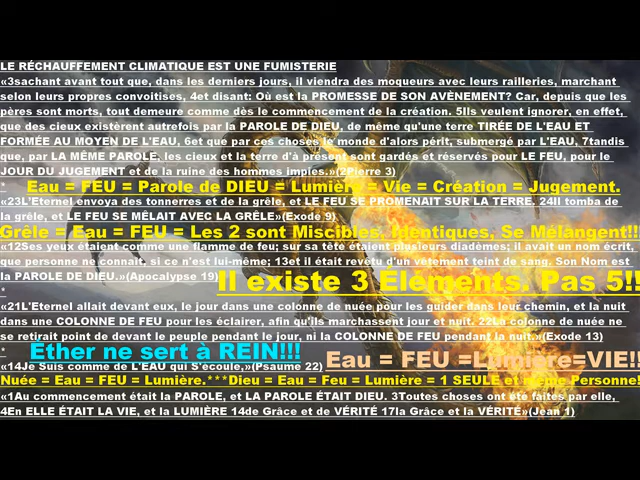 LE RÉCHAUFFEMENT CLIMATIQUE EST UNE FUMISTERIE
«3sachant avant tout que, dans les derniers jours, il viendra des moqueurs avec leurs railleries, marchant
selon leurs propres convoitises, 4et disant: Où est la PROMESSE DE SON AVÈNEMENT? Car, depuis que les
pères sont morts, tout demeure comme dès le commencement de la création. 5Ils veulent ignorer, en effet,
que des cieux existèrent autrefois par la PAROLE DE DIEU, de même qu'une terre TIRÉE DE L'EAU ET
FORMÉE AU MOYEN DE L'EAU, 6et que par ces choses le monde d'alors périt, submergé par L'EAU, 7tandis
que, par LA MÊME PAROLE, les cieux et la terre d'à présent sont gardés et réservés pour LE FEU, pour le
JOUR DU JUGEMENT et de la ruine des hommes impies.»(2Pierre 3)
* Eau = FEU = Parole de DIEU = Lumière = Vie = Création = Jugement.
«23L'Éternel envoya des tonnerres et de la grêle, et LE FEU SE PROMENAIT SUR LA TERRE. 24Il tomba de
la grêle, et LE FEU SE MÊLAIT AVEC LA GRÊLE»(Exode 9)
Grêle = Eau = FEU = Les 2 sont Miscibles, Identiques, Se Mélangent!!!
«12Ses yeux étaient comme une flamme de feu; sur sa tête étaient plusieurs diadèmes; il avait un nom écrit,
que personne ne connaît, si ce n'est lui-même; 13et il était revêtu d'un vêtement teint de sang. Son Nom est
la PAROLE DE DIEU.»(Apocalypse 19)
Il existe 3 Éléments. Pas 5!!
*
«21L'Eternel allait devant eux, le jour dans une colonne de nuée pour les guider dans leur chemin, et la nuit
dans une COLONNE DE FEU pour les éclairer, afin qu'ils marchassent jour et nuit. 22La colonne de nuée ne
se retirait point de devant le peuple pendant le jour, ni la COLONNE DE FEU pendant la nuit.»(Exode 13)
*
Éther ne sert à REIN!!!
Eau = FEU =Lumière=VIE!!
«14Je Suis comme de L'EAU qui S'écoule,»(Psaume 22)
Nuée = Eau = FEU = Lumière.***Dieu = Eau = Feu = Lumière = 1 SEULE et même Personne!
«1Au commencement était la PAROLE, et LA PAROLE ÉTAIT DIEU. 3Toutes choses ont été faites par elle,
4En ELLE ÉTAIT LA VIE, et la LUMIÈRE 14de Grâce et de VÉRITÉ 17la Grâce et la VÉRITÉ»(Jean 1)